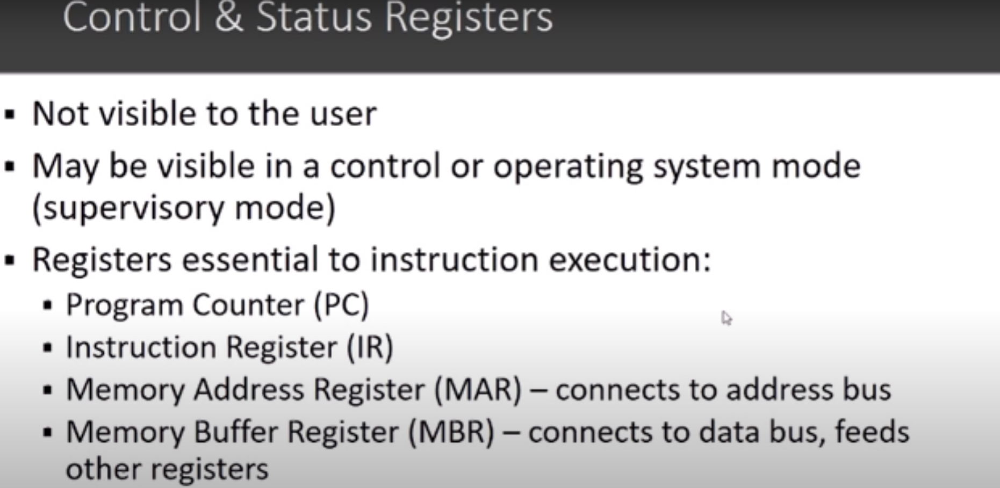 Control & Status Registers
▪ Not visible to the user
▪ May be visible in a control or operating system mode
(supervisory mode)
▪ Registers essential to instruction execution:
▪ Program Counter (PC)
▪ Instruction Register (IR)
▪ Memory Address Register (MAR) – connects to address bus
▪ Memory Buffer Register (MBR) – connects to data bus, feeds
other registers